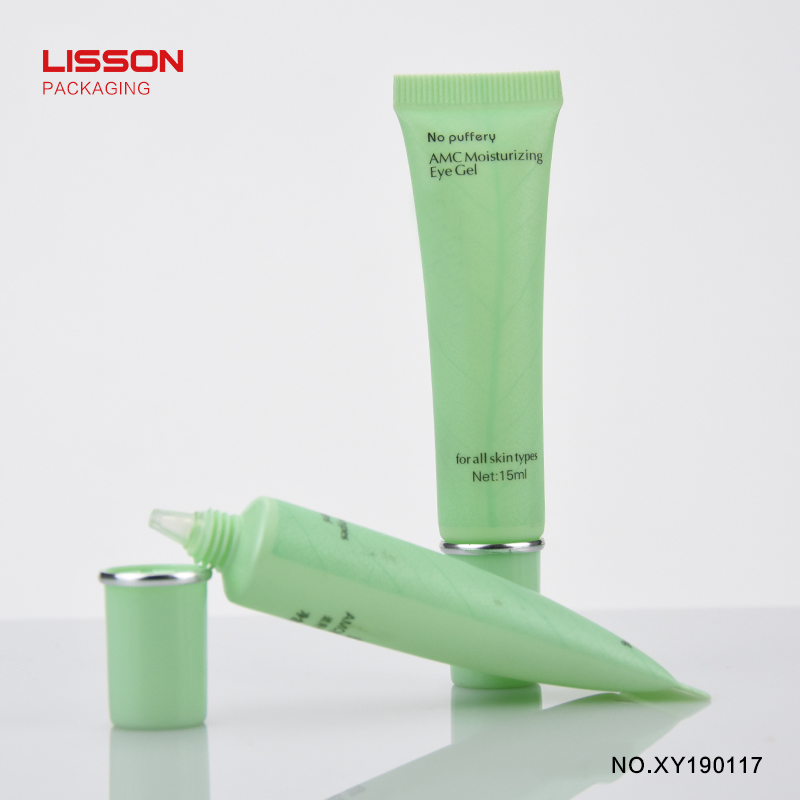 LISSON
PACKAGING
No puffery
AMC Moisturizing
Eye Gel
for all skin types
Net:15ml
NO.XY190117